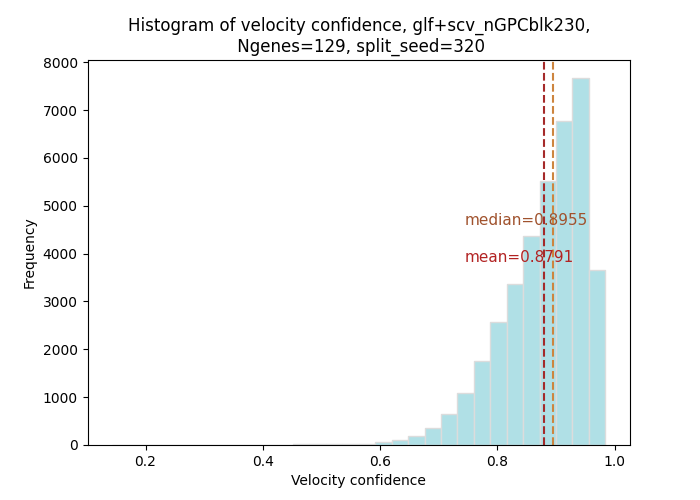 Histogram of velocity confidence, glf+scv_nGPCblk230,
Ngenes=129, split_seed=320
8000
7000
6000
5000
4000
3000
2000
1000
0
Frequency
median=0.8955
mean=0.8791
0.2
0.4
0.6
0.8
1.0
Velocity confidence